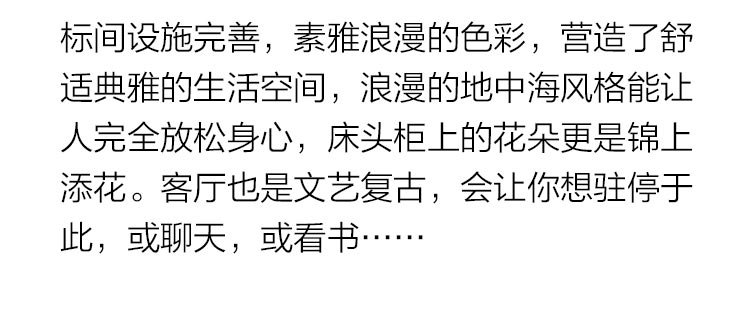 标间设施完善，素雅浪漫的色彩，营造了舒
适典雅的生活空间，浪漫的地中海风格能让
人完全放松身心，床头柜上的花朵更是锦上
添花。客厅也是文艺复古，会让你想驻停于
此，或聊天，或看书……